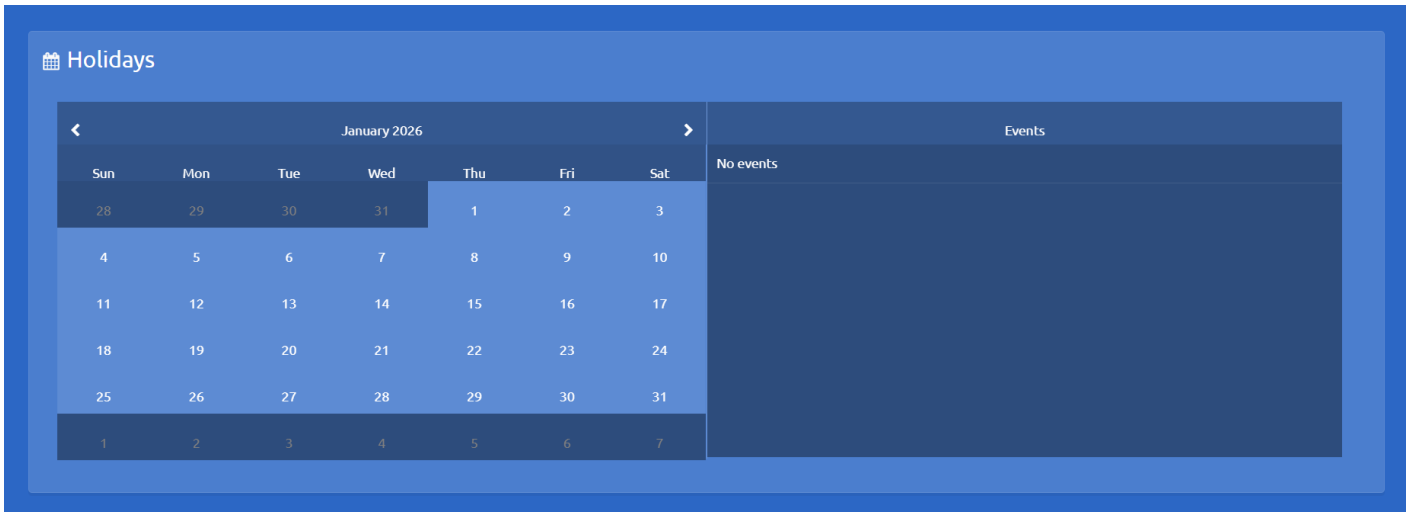 Holidays
January 2026
Events
Sun Mon Tue Wed Thu Fri Sat
No events
28 29 30 31 1 2 3
4 5 6 7 8 9 10
11 12 13 14 15 16 17
18 19 20 21 22 23 24
25 26 27 28 29 30 31
1 2 3 4 5 6 7